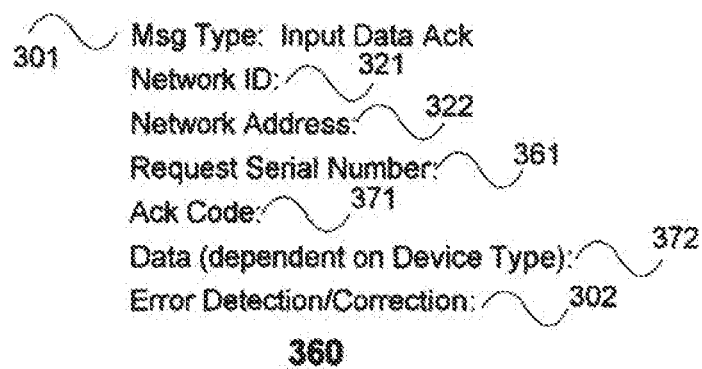 301 Msg Type: Input Data Ack
Network ID: 321
Network Address: 322
Request Serial Number: 361
Ack Code: 371
Data (dependent on Device Type): 372
Error Detection/Correction: 302
360